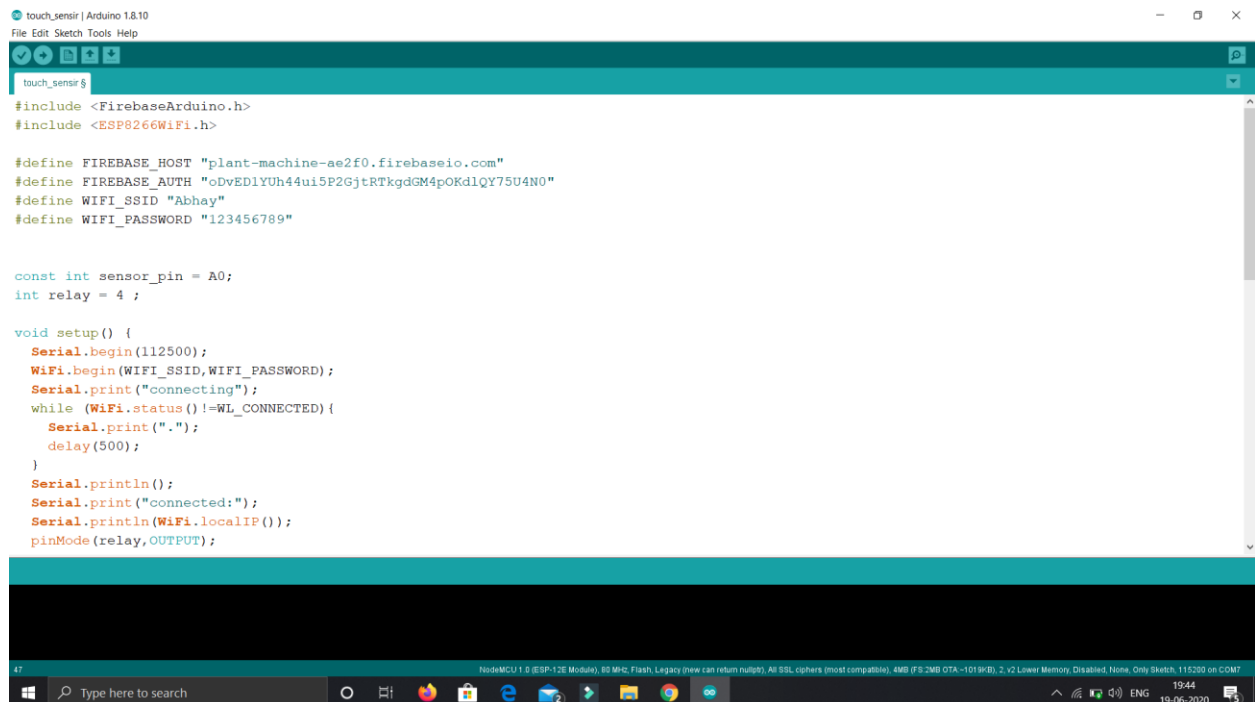 touch_sensir | Arduino 1.8.10
File Edit Sketch Tools Help
touch_sensir §
#include <FirebaseArduino.h>
#include <ESP8266WiFi.h>
#define FIREBASE_HOST "plant-machine-ae2f0.firebaseio.com"
#define FIREBASE_AUTH "oDvED1YUh44ui5P2GjtRTkgdGM4pOKdlQY75U4N0"
#define WIFI_SSID "Abhay"
#define WIFI_PASSWORD "123456789"
const int sensor_pin = A0;
int relay = 4 ;
void setup() {
Serial.begin(112500);
WiFi.begin(WIFI_SSID,WIFI_PASSWORD);
Serial.print("connecting");
while (WiFi.status()!=WL_CONNECTED){
Serial.print(".");
delay(500);
}
Serial.println();
Serial.print("connected:");
Serial.println(WiFi.localIP());
pinMode(relay,OUTPUT);
47 NodeMCU 1.0 (ESP-12E Module), 80 MHz, Flash, Legacy (new can return nullptr), All SSL ciphers (most compatible), 4MB (FS:2MB OTA:~1019KB), 2, v2 Lower Memory, Disabled, None, Only Sketch, 115200 on COM7
Type here to search
2
ENG
19:44
19-06-2020
5